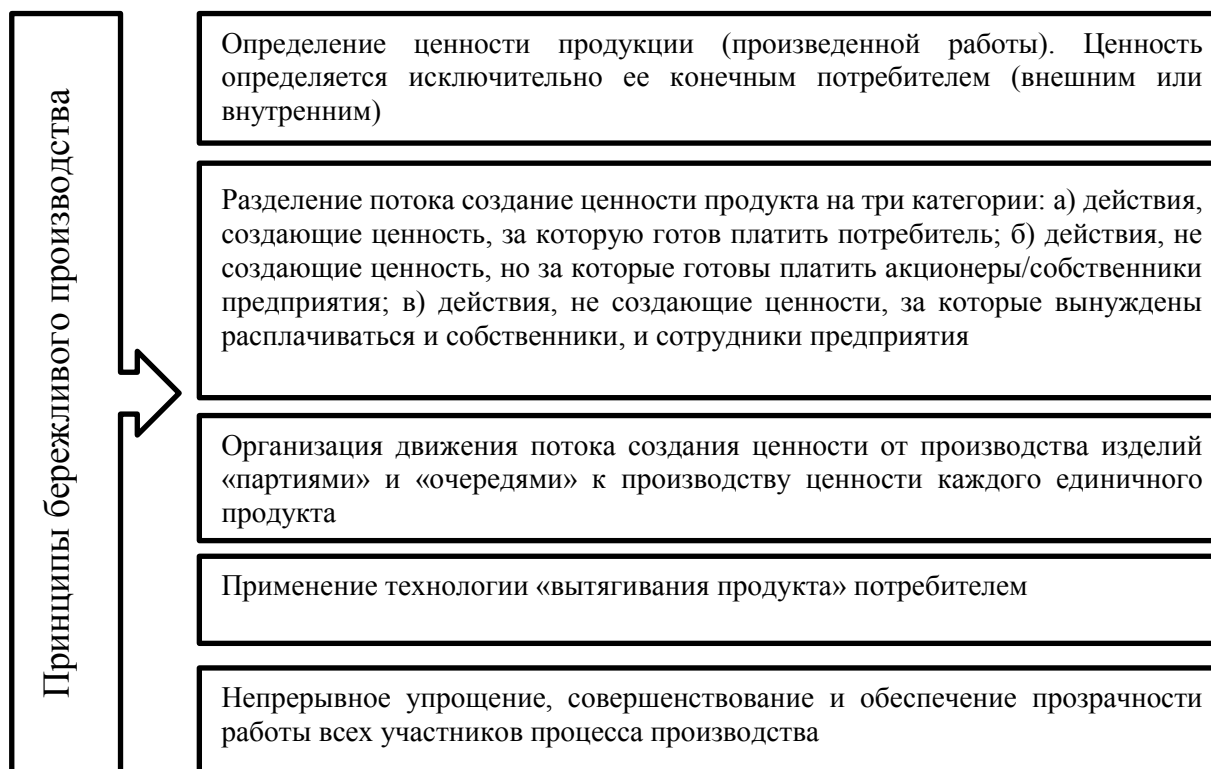 Принципы бережливого производства
Определение ценности продукции (произведенной работы). Ценность
определяется исключительно ее конечным потребителем (внешним или
внутренним)
Разделение потока создание ценности продукта на три категории: а) действия,
создающие ценность, за которую готов платить потребитель; б) действия, не
создающие ценность, но за которые готовы платить акционеры/собственники
предприятия; в) действия, не создающие ценности, за которые вынуждены
расплачиваться и собственники, и сотрудники предприятия
Организация движения потока создания ценности от производства изделий
«партиями» и «очередями» к производству ценности каждого единичного
продукта
Применение технологии «вытягивания продукта» потребителем
Непрерывное упрощение, совершенствование и обеспечение прозрачности
работы всех участников процесса производства